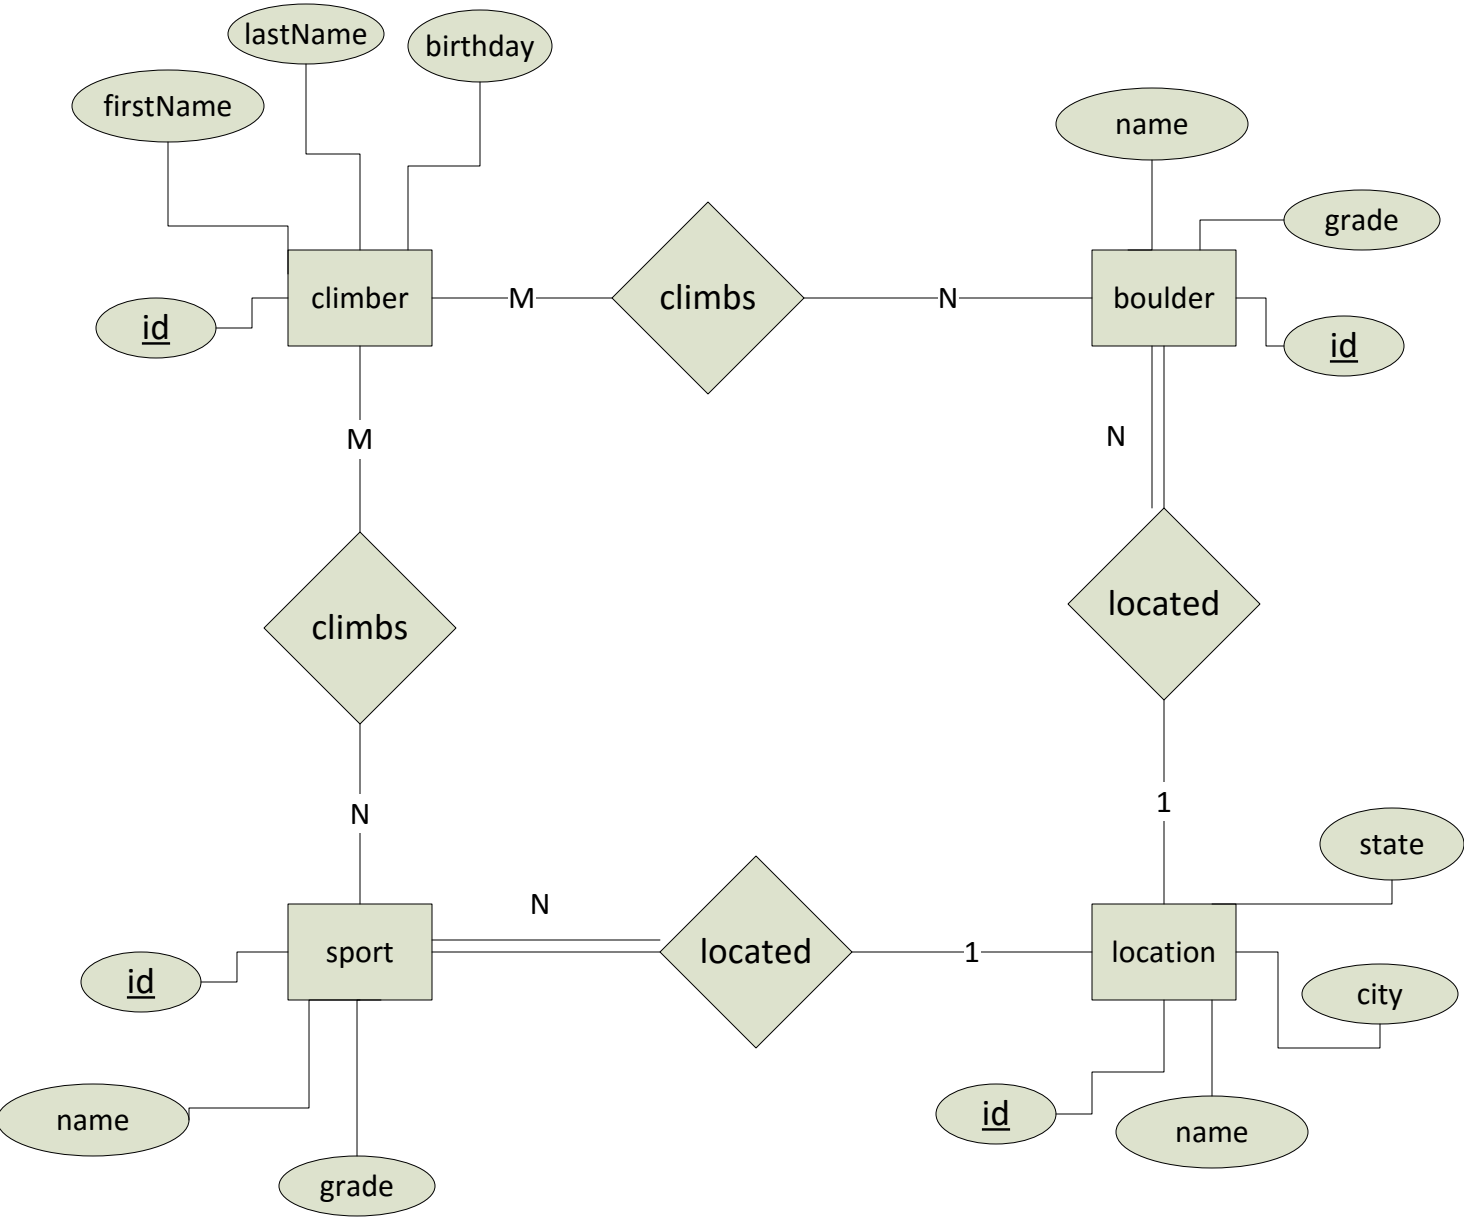 lastName
birthday
firstName
name
grade
climber
M
climbs
N
boulder
id
id
M
N
located
climbs
1
N
state
N
sport
located
1
location
id
city
name
id
name
grade